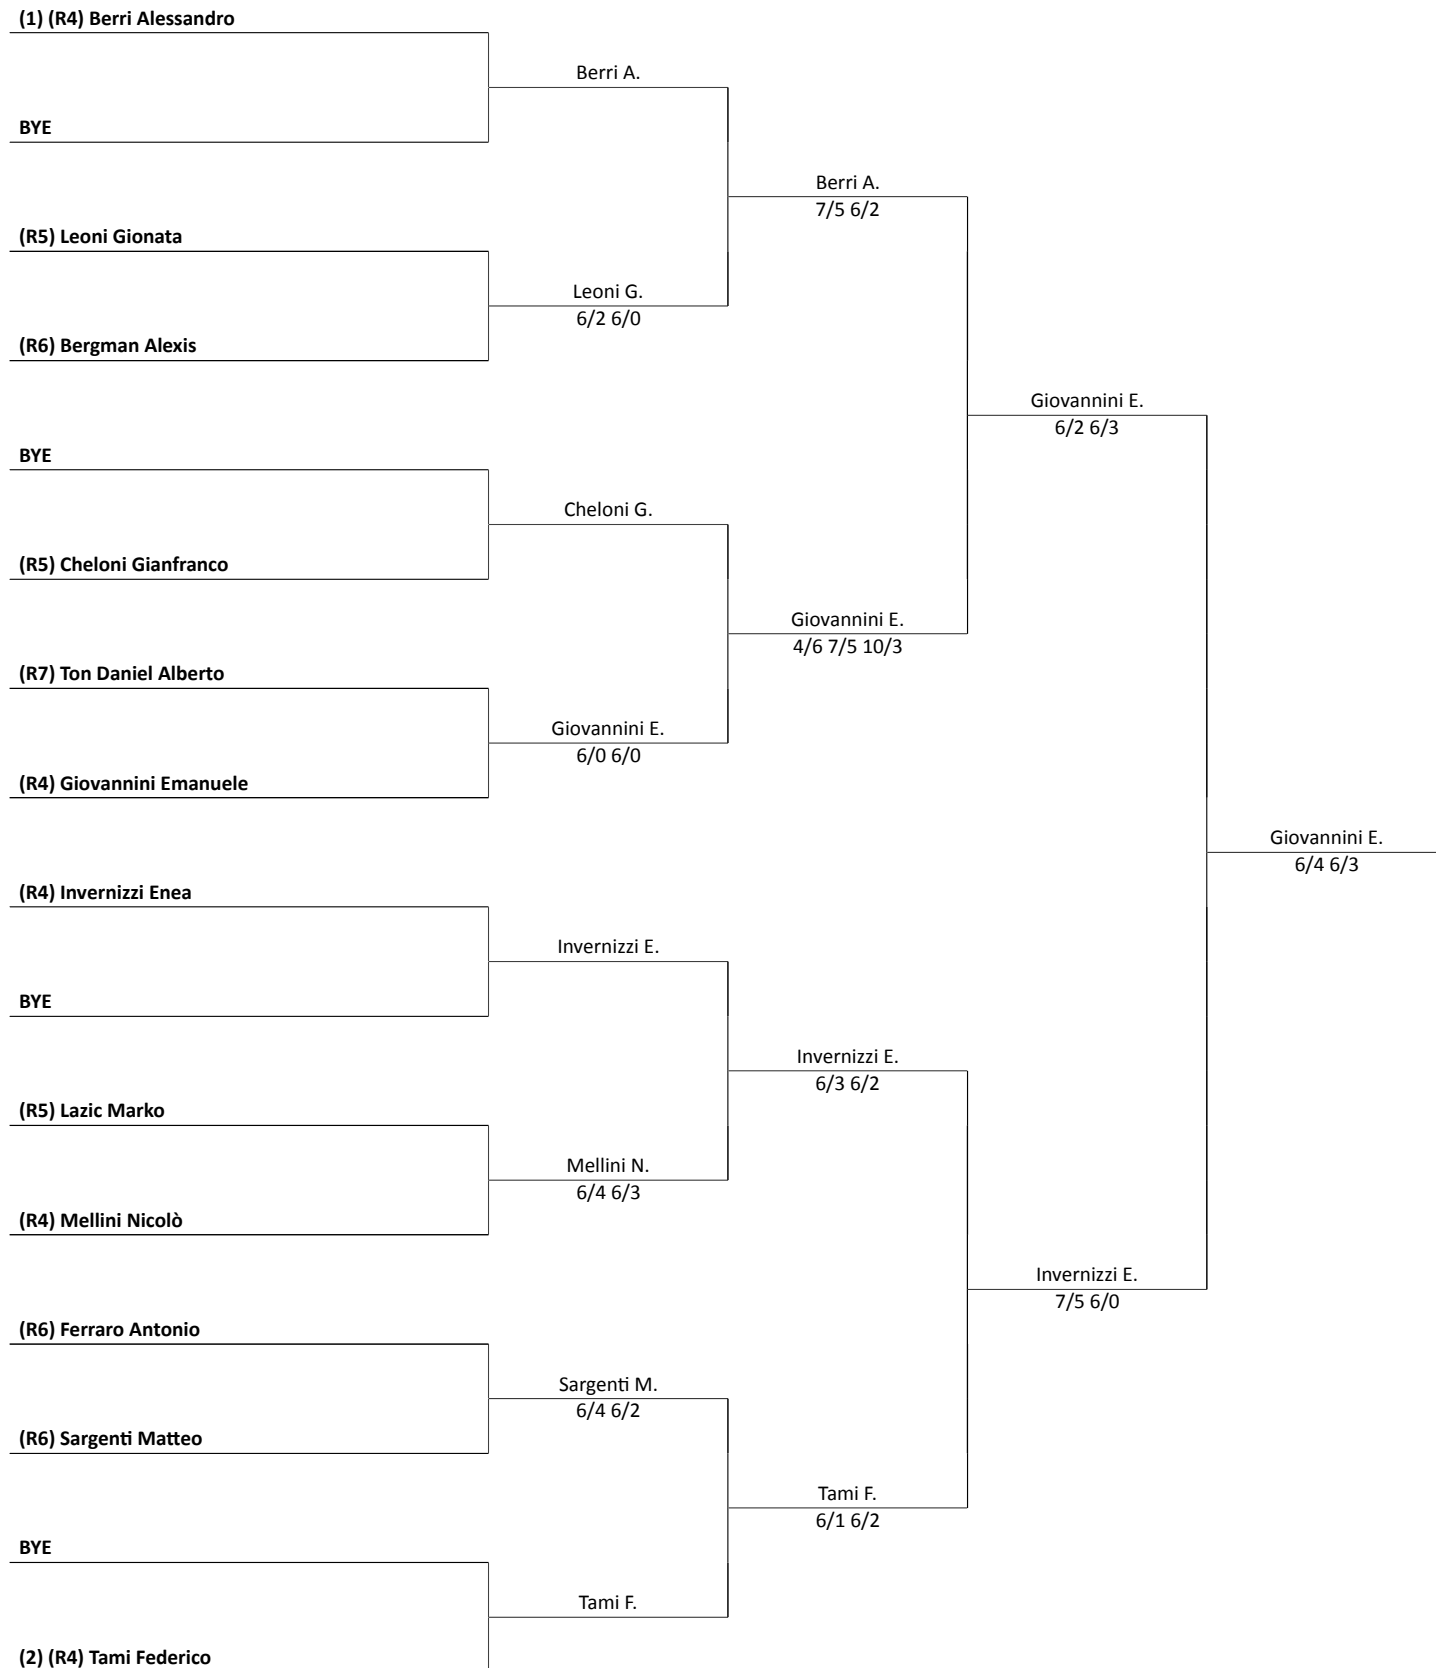 (1) (R4) Berri Alessandro
Berri A.
BYE
Berri A.
7/5 6/2
(R5) Leoni Gionata
Leoni G.
6/2 6/0
(R6) Bergman Alexis
Giovannini E.
6/2 6/3
BYE
Cheloni G.
(R5) Cheloni Gianfranco
Giovannini E.
4/6 7/5 10/3
(R7) Ton Daniel Alberto
Giovannini E.
6/0 6/0
(R4) Giovannini Emanuele
Giovannini E.
6/4 6/3
(R4) Invernizzi Enea
Invernizzi E.
BYE
Invernizzi E.
6/3 6/2
(R5) Lazic Marko
Mellini N.
6/4 6/3
(R4) Mellini Nicolò
Invernizzi E.
7/5 6/0
(R6) Ferraro Antonio
Sargenti M.
6/4 6/2
(R6) Sargenti Matteo
Tami F.
6/1 6/2
BYE
Tami F.
(2) (R4) Tami Federico